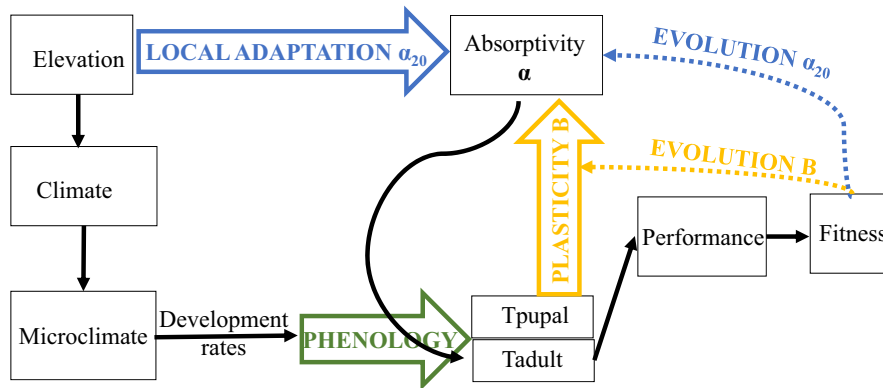 Elevation
LOCAL ADAPTATION α₂₀
Absorptivity
α
EVOLUTION α₂₀
EVOLUTION B
PLASTICITY B
Climate
Performance
Fitness
Microclimate
Development
rates
PHENOLOGY
Tpupal
Tadult